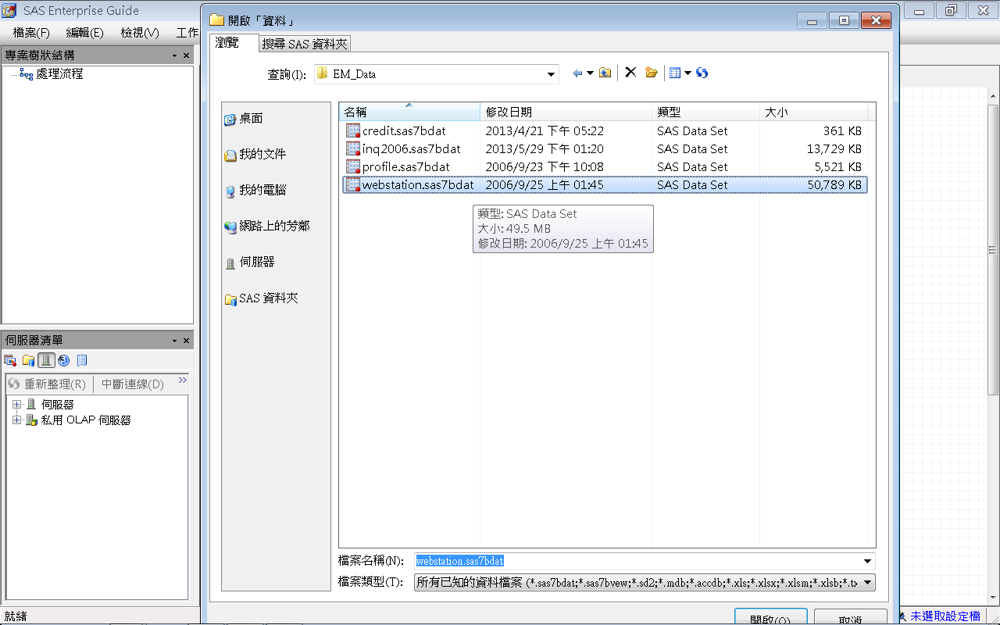 SAS Enterprise Guide
檔案(F) 編輯(E) 檢視(V) 工作
專案樹狀結構
處理流程
伺服器清單
重新整理(R) 中斷連線(D)
伺服器
私用 OLAP 伺服器
就緒
開啟「資料」
瀏覽 搜尋 SAS 資料夾
查詢(I): EM_Data
桌面
我的文件
我的電腦
網路上的芳鄰
伺服器
SAS 資料夾
名稱 修改日期 類型 大小
credit.sas7bdat 2013/4/21 下午 05:22 SAS Data Set 361 KB
inq2006.sas7bdat 2013/5/29 下午 01:20 SAS Data Set 13,729 KB
profile.sas7bdat 2006/9/23 下午 10:08 SAS Data Set 5,521 KB
webstation.sas7bdat 2006/9/25 上午 01:45 SAS Data Set 50,789 KB
類型: SAS Data Set
大小: 49.5 MB
修改日期: 2006/9/25 上午 01:45
檔案名稱(N): webstation.sas7bdat
檔案類型(T): 所有已知的資料檔案 (*.sas7bdat;*.sas7bvew;*.sd2;*.mdb;*.accdb;*.xls;*.xlsx;*.xlsm;*.xlsb;*.tx
開啟(O) 取消
未選取設定檔